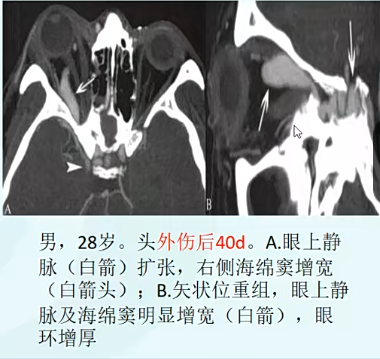 A
B
男，28岁。头外伤后40d。A.眼上静
脉（白箭）扩张，右侧海绵窦增宽
（白箭头）；B.矢状位重组，眼上静
脉及海绵窦明显增宽（白箭），眼
环增厚